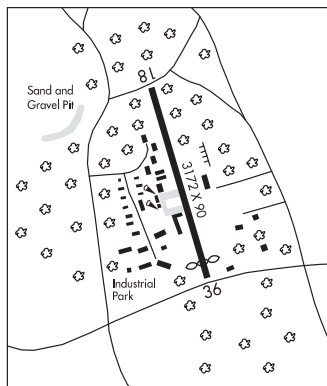 18
Sand and
Gravel Pit
3172 X 90
Industrial
Park
36